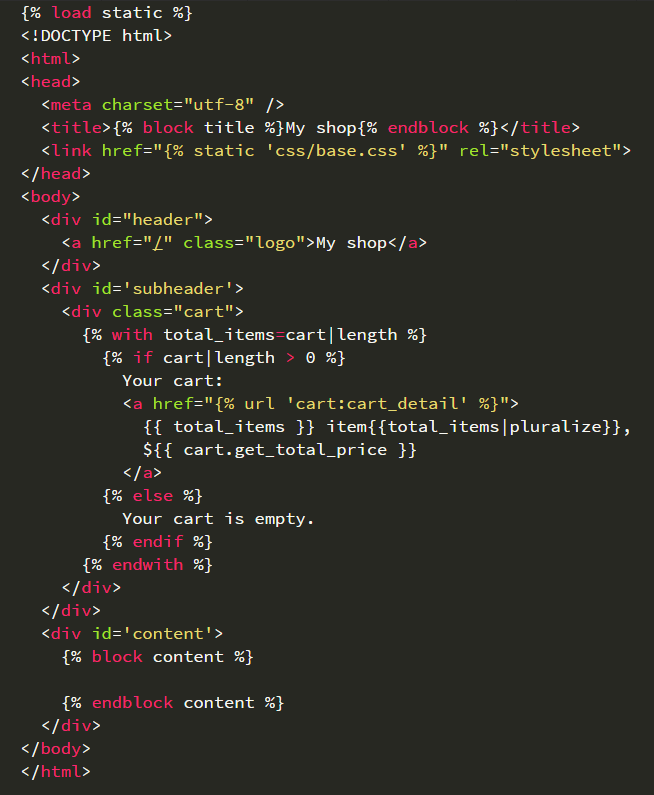 {% load static %}
<!DOCTYPE html>
<html>
<head>
  <meta charset="utf-8" />
  <title>{% block title %}My shop{% endblock %}</title>
  <link href="{% static 'css/base.css' %}" rel="stylesheet">
</head>
<body>
  <div id="header">
    <a href="/" class="logo">My shop</a>
  </div>
  <div id='subheader'>
    <div class="cart">
      {% with total_items=cart|length %}
        {% if cart|length > 0 %}
          Your cart:
          <a href="{% url 'cart:cart_detail' %}">
            {{ total_items }} item{{total_items|pluralize}},
            ${{ cart.get_total_price }}
          </a>
        {% else %}
          Your cart is empty.
        {% endif %}
      {% endwith %}
    </div>
  </div>
  <div id='content'>
    {% block content %}

    {% endblock content %}
  </div>
</body>
</html>